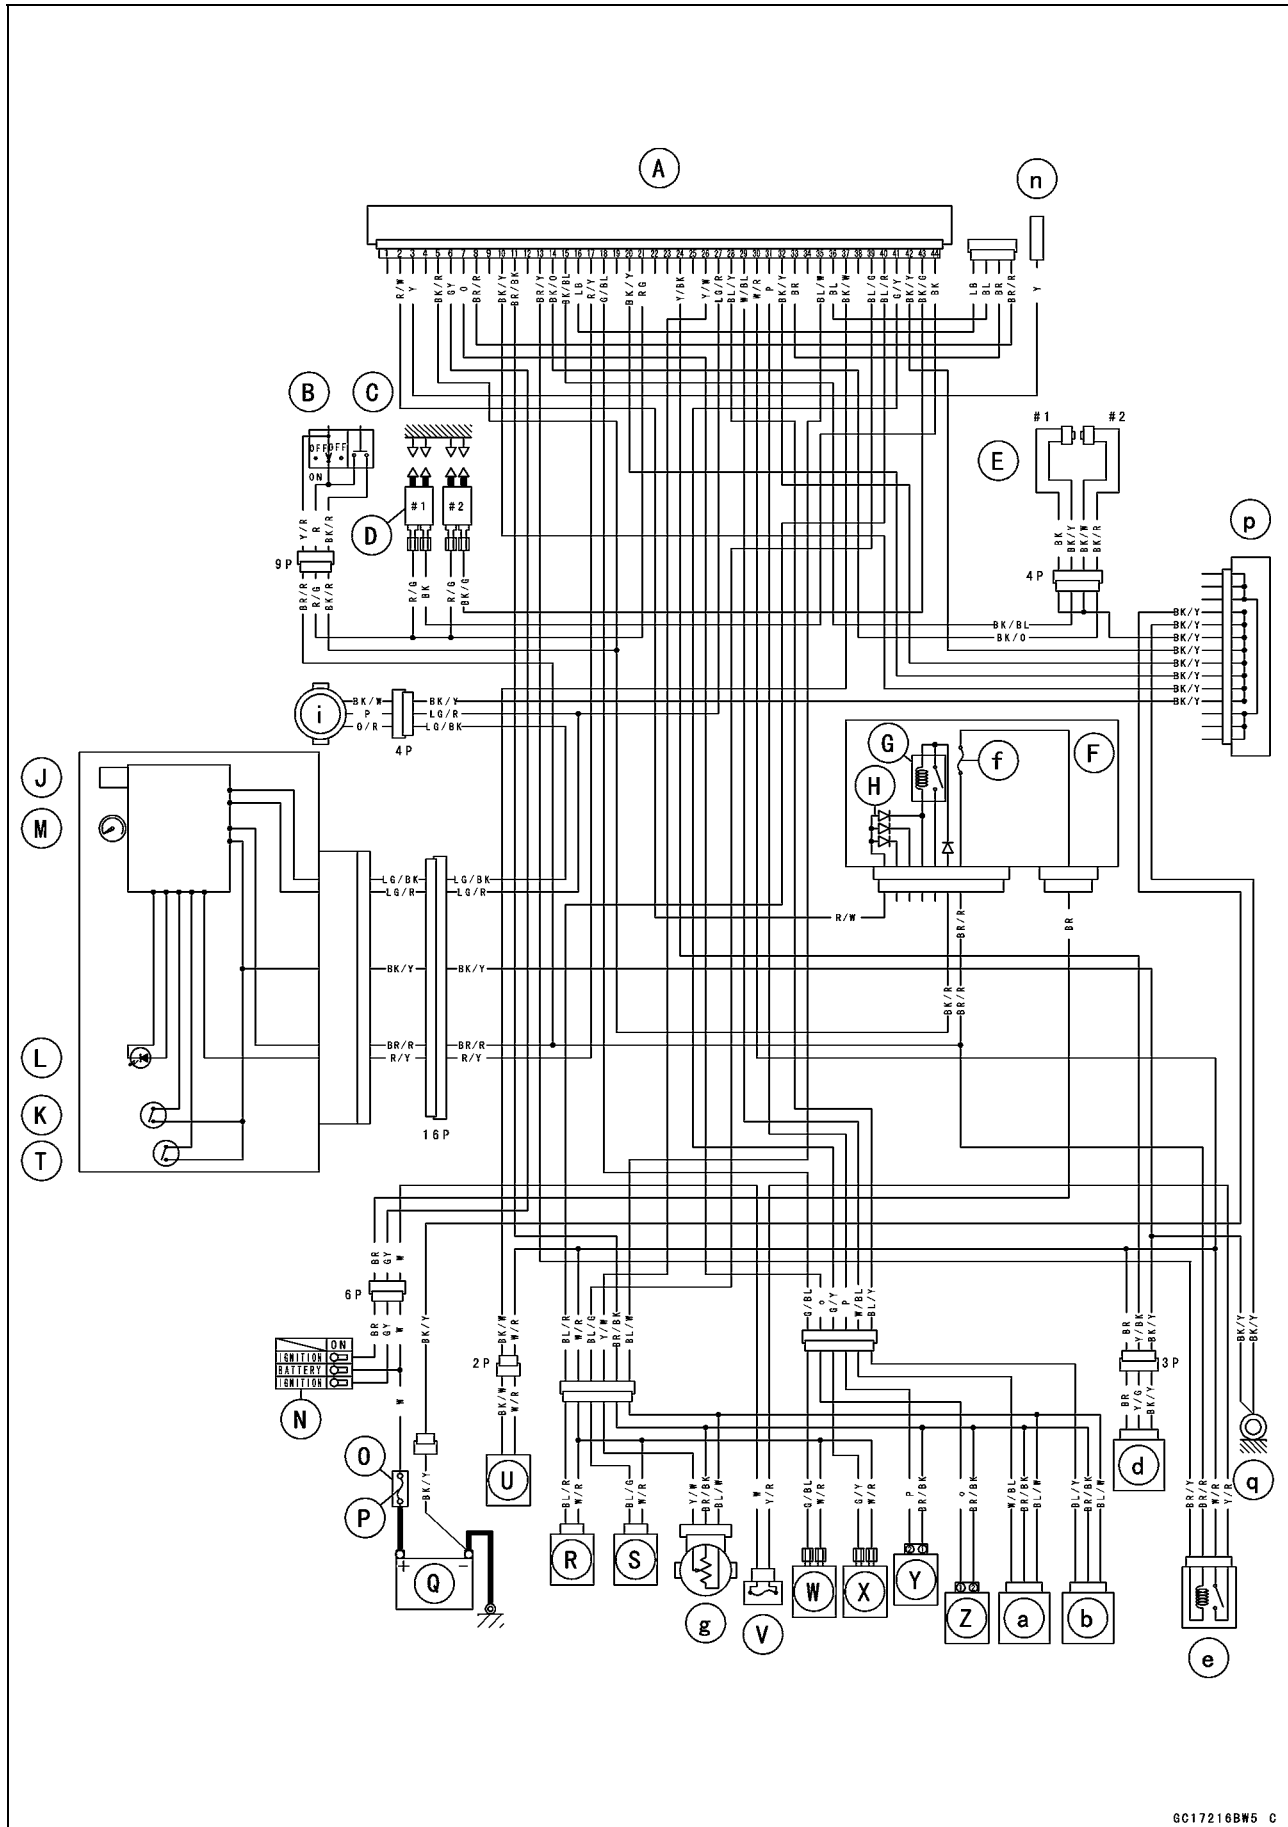 A
n
1 2 3 4 5 6 7 8 9 10 11 12 13 14 15 16 17 18 19 20 21 22 23 24 25 26 27 28 29 30 31 32 33 34 35 36 37 38 39 40 41 42 43 44
R/W Y BK/R GY O BR/R BK/Y BR/BK BR/Y BK/O BK/BL LB R/Y G/BL BK/Y RG Y/BK Y/W LG/R BL/Y W/BL W/R P BK/Y BR BL/W BL BK/W BL/G BL/R G/Y BK/Y BK/G BK LB BL BR BR/R Y
B
C
#1
#2
E
OFF OFF
ON
#1
#2
D
p
Y/R R BK/R
BK BK/Y BK/W BK/R
9P
4P
BR/R R/G BK/R
R/G BK R/G BK/G
BK/Y
BK/BL BK/Y
BK/O BK/Y
BK/Y
BK/Y
BK/Y
BK/Y
BK/Y
i
BK/W BK/Y
P LG/R
O/R LG/BK
4P
G
f
F
H
J
M
LG/BK LG/BK
LG/R LG/R
R/W
BR/R
BR
BK/Y BK/Y
BK/R BR/R
BR/R BR/R
R/Y R/Y
L
K
T
16P
BR GY W
6P
BR GY W
BK/Y
ON
IGNITION
BATTERY
IGNITION
N
W
BK/W W/R
2P
BK/W W/R
U
BL/R W/R BL/G Y/W BR/BK BL/W
G/BL O G/Y P W/BL BL/Y
BR Y/BK BK/Y
3P
BR Y/G BK/Y
d
BK/Y BK/Y
q
O
P
BK/Y
+ -
Q
BL/R W/R BL/G W/R Y/W BR/BK BL/W W Y/R G/BL W/R G/Y W/R P BR/BK O BR/BK W/BL BR/BK BL/W BL/Y BR/BK BL/W
BR/Y BR/R W/R Y/R
R
S
g
V
W
X
2 1
Y
1 2
Z
a
b
e
GC17216BW5 C